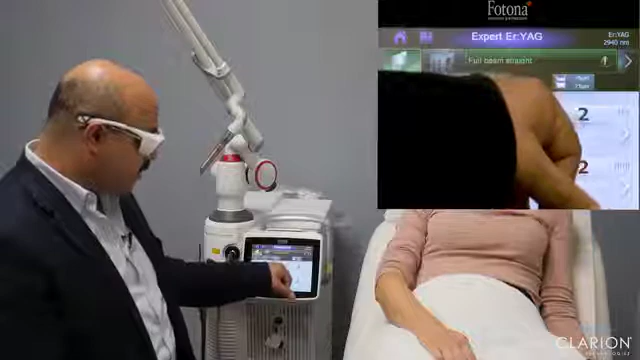 Fotona
Expert Er:YAG
Er:YAG
2940 nm
Full beam straight
2
2
CLARION